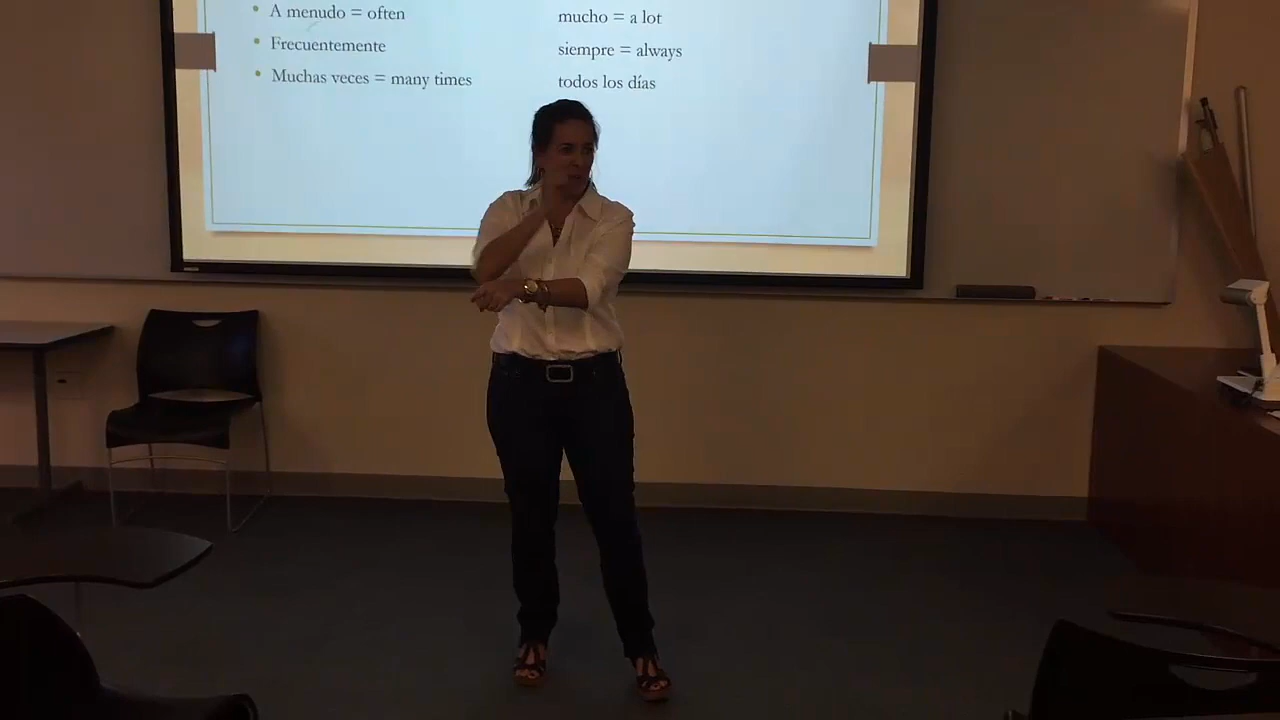 A menudo = often
mucho = a lot
Frecuentemente
siempre = always
Muchas veces = many times
todos los días